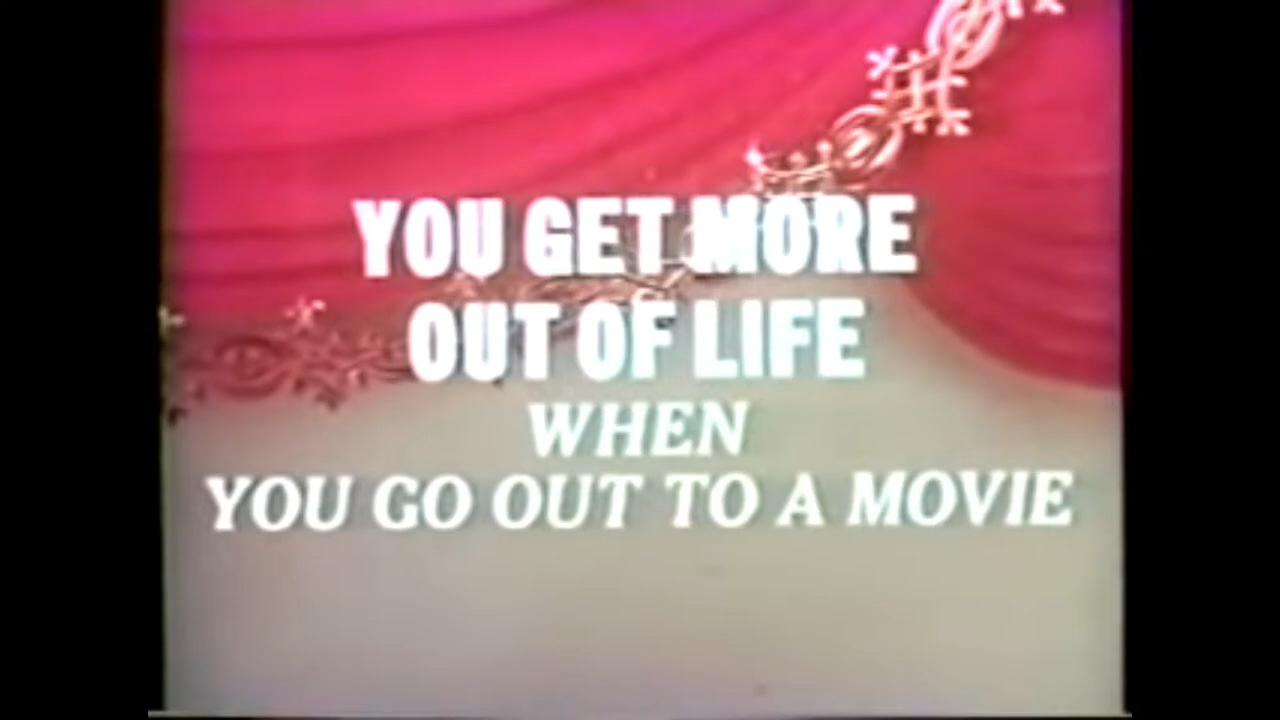 YOU GET MORE
OUT OF LIFE
WHEN
YOU GO OUT TO A MOVIE